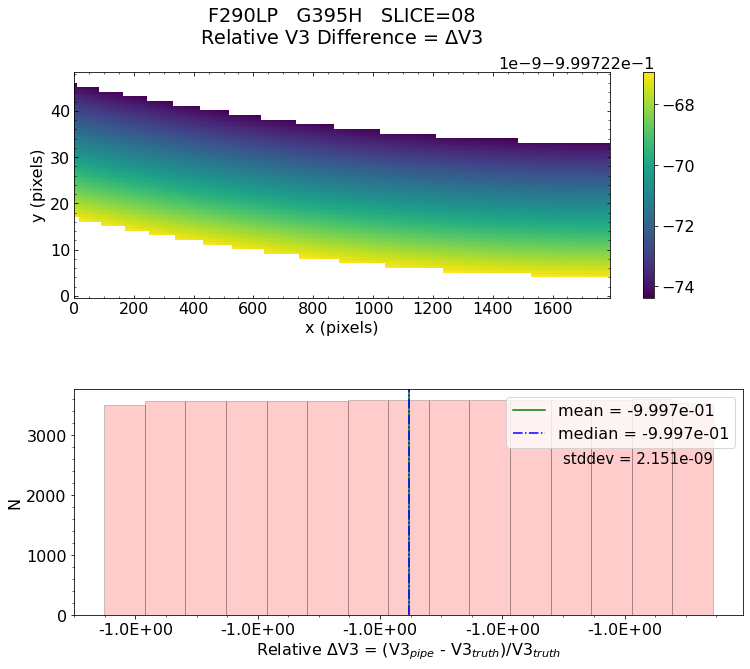 F290LP   G395H   SLICE=08
Relative V3 Difference = ΔV3
1e−9−9.99722e−1
40
30
20
10
0
y (pixels)
0 200 400 600 800 1000 1200 1400 1600
x (pixels)
−68
−70
−72
−74
mean = -9.997e-01
median = -9.997e-01
stddev = 2.151e-09
3000
2000
1000
0
N
-1.0E+00 -1.0E+00 -1.0E+00 -1.0E+00 -1.0E+00
Relative ΔV3 = (V3pipe - V3truth)/V3truth